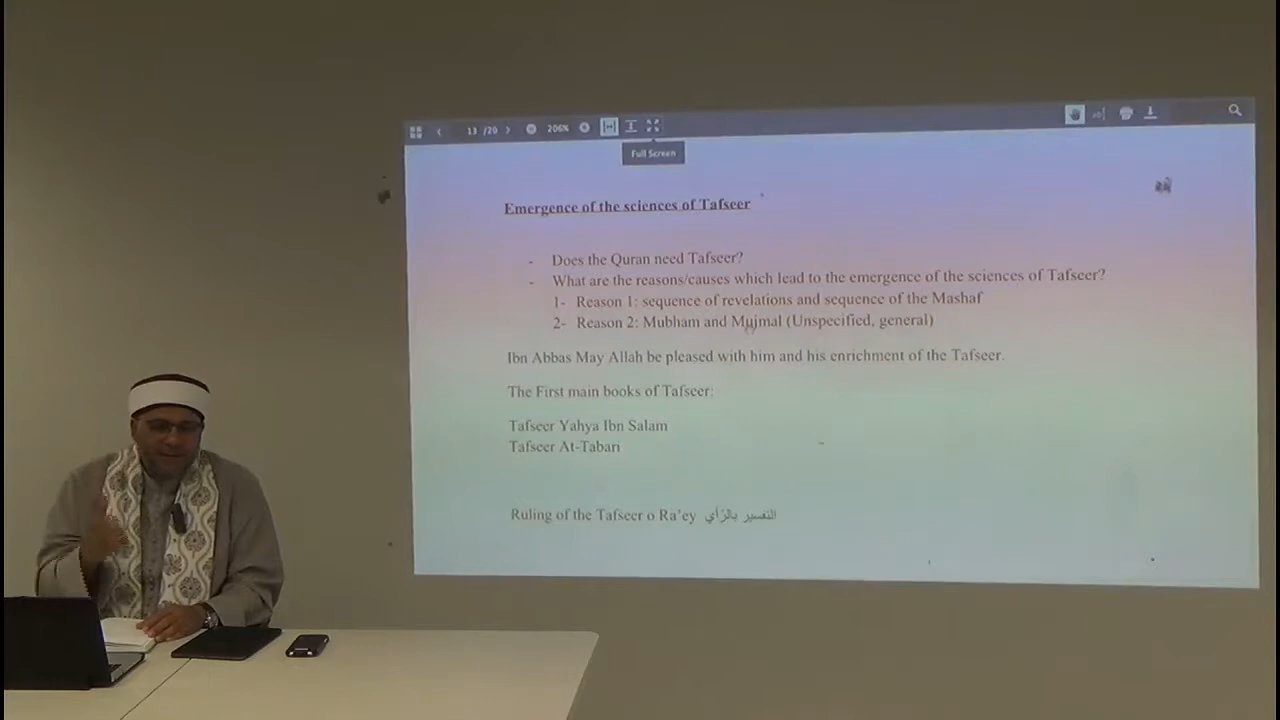 13 /20
206%
Full Screen
Emergence of the sciences of Tafseer
- Does the Quran need Tafseer?
- What are the reasons/causes which lead to the emergence of the sciences of Tafseer?
1- Reason 1: sequence of revelations and sequence of the Mashaf
2- Reason 2: Mubham and Mujmal (Unspecified, general)
Ibn Abbas May Allah be pleased with him and his enrichment of the Tafseer.
The First main books of Tafseer:
Tafseer Yahya Ibn Salam
Tafseer At-Tabari
Ruling of the Tafseer o Ra'ey التفسير بالرّأي